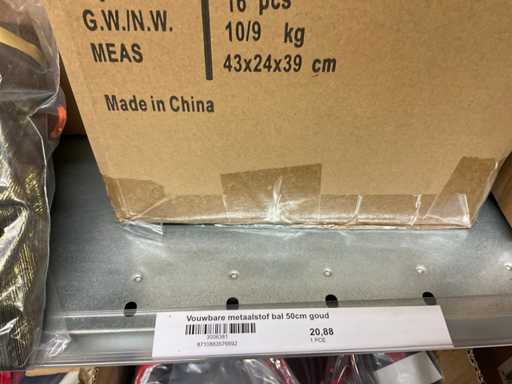 16 pcs
G.W./N.W. 10/9 kg
MEAS 43x24x39 cm
Made in China
Vouwbare metaalstof bal 50cm goud
20,88
1 PCE